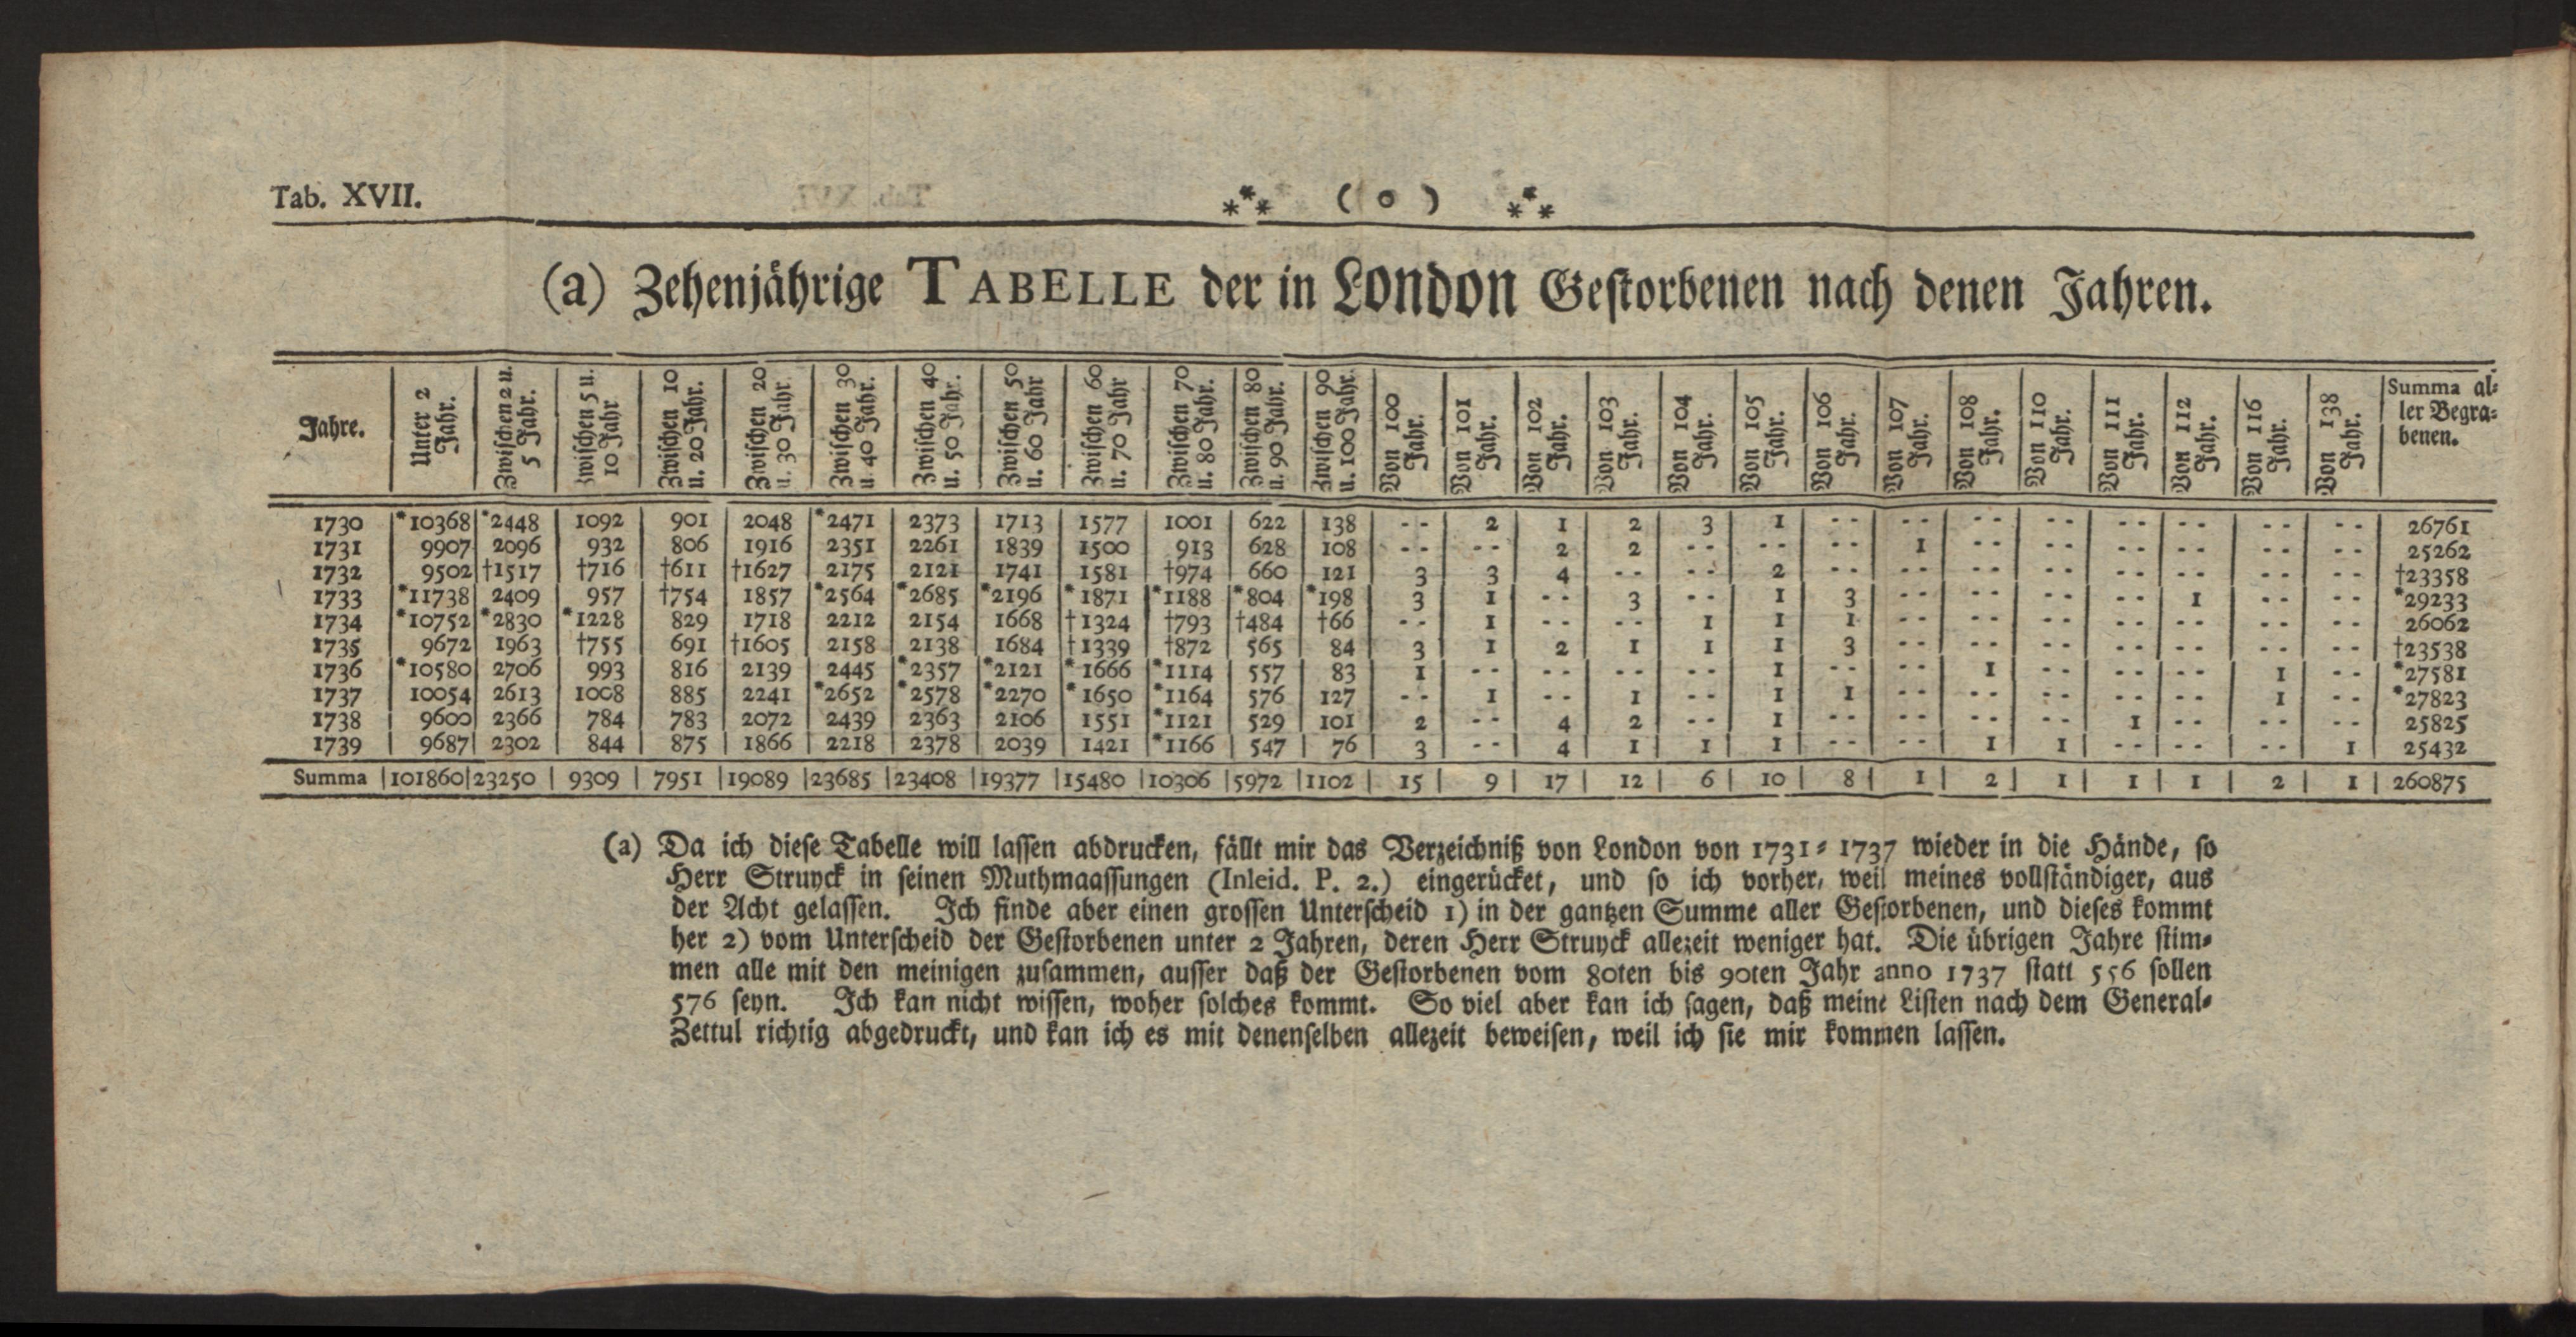 Tab. XVII.
*** ( o ) ***
(a) Zehenjährige TABELLE der in LONDON Gestorbenen nach denen Jahren.
Jahre. | Unter 2 Jahr. | Zwischen 2 u. 5 Jahr. | Zwischen 5 u. 10 Jahr | Zwischen 10 u. 20 Jahr. | Zwischen 20 u. 30 Jahr. | Zwischen 30 u. 40 Jahr. | Zwischen 40 u. 50 Jahr. | Zwischen 50 u. 60 Jahr | Zwischen 60 u. 70 Jahr | Zwischen 70 u. 80 Jahr. | Zwischen 80 u. 90 Jahr. | Zwischen 90 u. 100 Jahr. | Von 100 Jahr. | Von 101 Jahr. | Von 102 Jahr. | Von 103 Jahr. | Von 104 Jahr. | Von 105 Jahr. | Von 106 Jahr. | Von 107 Jahr. | Von 108 Jahr. | Von 110 Jahr. | Von 111 Jahr. | Von 112 Jahr. | Von 116 Jahr. | Von 138 Jahr. | Summa aller Begrabenen.
1730 | *10368 | *2448 | 1092 | 901 | 2048 | *2471 | 2373 | 1713 | 1577 | 1001 | 622 | 138 | -- | 2 | 1 | 2 | 3 | 1 | -- | -- | -- | -- | -- | -- | -- | -- | 26761
1731 | 9907 | 2096 | 932 | 806 | 1916 | 2351 | 2261 | 1839 | 1500 | 913 | 628 | 108 | -- | -- | 2 | 2 | -- | -- | -- | 1 | -- | -- | -- | -- | -- | -- | 25262
1732 | 9502 | †1517 | †716 | †611 | †1627 | 2175 | 2121 | 1741 | 1581 | †974 | 660 | 121 | 3 | 3 | 4 | -- | -- | 2 | -- | -- | -- | -- | -- | -- | -- | -- | †23358
1733 | *11738 | 2409 | 957 | †754 | 1857 | *2564 | *2685 | *2196 | *1871 | *1188 | *804 | *198 | 3 | 1 | -- | 3 | -- | 1 | 3 | -- | -- | -- | -- | 1 | -- | -- | *29233
1734 | *10752 | *2830 | *1228 | 829 | 1718 | 2212 | 2154 | 1668 | †1324 | †793 | †484 | †66 | -- | 1 | -- | -- | 1 | 1 | 1 | -- | -- | -- | -- | -- | -- | -- | 26062
1735 | 9672 | 1963 | †755 | 691 | †1605 | 2158 | 2138 | 1684 | †1339 | †872 | 565 | 84 | 3 | 1 | 2 | 1 | 1 | 1 | 3 | -- | -- | -- | -- | -- | -- | -- | †23538
1736 | *10580 | 2706 | 993 | 816 | 2139 | 2445 | *2357 | *2121 | *1666 | *1114 | 557 | 83 | 1 | -- | -- | -- | -- | 1 | -- | -- | 1 | -- | -- | -- | 1 | -- | *27581
1737 | 10054 | 2613 | 1008 | 885 | 2241 | *2652 | *2578 | *2270 | *1650 | *1164 | 576 | 127 | -- | 1 | -- | 1 | -- | 1 | 1 | -- | -- | -- | -- | -- | 1 | -- | *27823
1738 | 9600 | 2366 | 784 | 783 | 2072 | 2439 | 2363 | 2106 | 1551 | *1121 | 529 | 101 | 2 | -- | 4 | 2 | -- | 1 | -- | -- | -- | -- | 1 | -- | -- | -- | 25825
1739 | 9687 | 2302 | 844 | 875 | 1866 | 2218 | 2378 | 2039 | 1421 | *1166 | 547 | 76 | 3 | -- | 4 | 1 | 1 | 1 | -- | -- | 1 | 1 | -- | -- | -- | 1 | 25432
Summa | 101860 | 23250 | 9309 | 7951 | 19089 | 23685 | 23408 | 19377 | 15480 | 10306 | 5972 | 1102 | 15 | 9 | 17 | 12 | 6 | 10 | 8 | 1 | 2 | 1 | 1 | 1 | 2 | 1 | 260875
(a) Da ich diese Tabelle will lassen abdrucken, fällt mir das Verzeichniß von London von 1731 = 1737 wieder in die Hände, so
Herr Struyck in seinen Muthmaassungen (Inleid. P. 2.) eingerücket, und so ich vorher, weil meines vollständiger, aus
der Acht gelassen. Ich finde aber einen grossen Unterscheid 1) in der gantzen Summe aller Gestorbenen, und dieses kommt
her 2) vom Unterscheid der Gestorbenen unter 2 Jahren, deren Herr Struyck allezeit weniger hat. Die übrigen Jahre stim=
men alle mit den meinigen zusammen, ausser daß der Gestorbenen vom 80ten bis 90ten Jahr anno 1737 statt 556 sollen
576 seyn. Ich kan nicht wissen, woher solches kommt. So viel aber kan ich sagen, daß meine Listen nach dem General=
Zettul richtig abgedruckt, und kan ich es mit denenselben allezeit beweisen, weil ich sie mir kommen lassen.